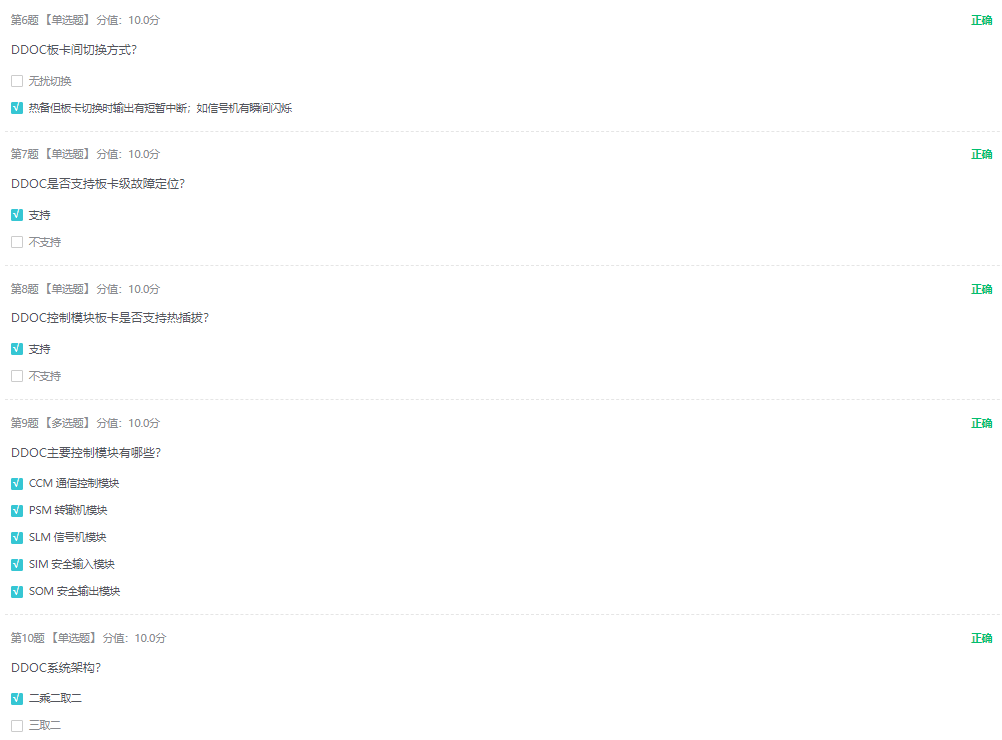 第6题 【单选题】 分值：10.0分 正确
DDOC板卡间切换方式？
无扰切换
热备但板卡切换时输出有短暂中断；如信号机有瞬间闪烁
第7题 【单选题】 分值：10.0分 正确
DDOC是否支持板卡级故障定位？
支持
不支持
第8题 【单选题】 分值：10.0分 正确
DDOC控制模块板卡是否支持热插拔？
支持
不支持
第9题 【多选题】 分值：10.0分 正确
DDOC主要控制模块有哪些？
CCM 通信控制模块
PSM 转辙机模块
SLM 信号机模块
SIM 安全输入模块
SOM 安全输出模块
第10题 【单选题】 分值：10.0分 正确
DDOC系统架构？
二乘二取二
三取二